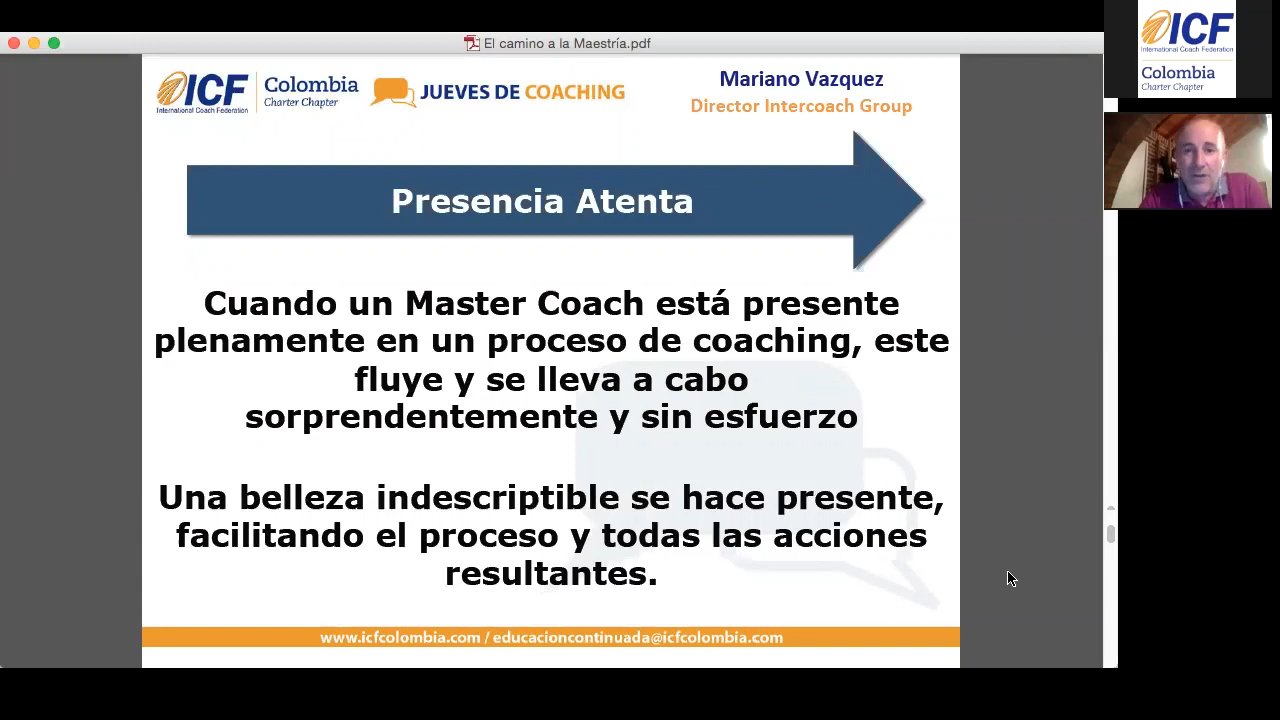 El camino a la Maestría.pdf
ICF
International Coach Federation
Colombia
Charter Chapter
JUEVES DE COACHING
Mariano Vazquez
Director Intercoach Group
Presencia Atenta
Cuando un Master Coach está presente
plenamente en un proceso de coaching, este
fluye y se lleva a cabo
sorprendentemente y sin esfuerzo
Una belleza indescriptible se hace presente,
facilitando el proceso y todas las acciones
resultantes.
www.icfcolombia.com / educacioncontinuada@icfcolombia.com
ICF
International Coach Federation
Colombia
Charter Chapter